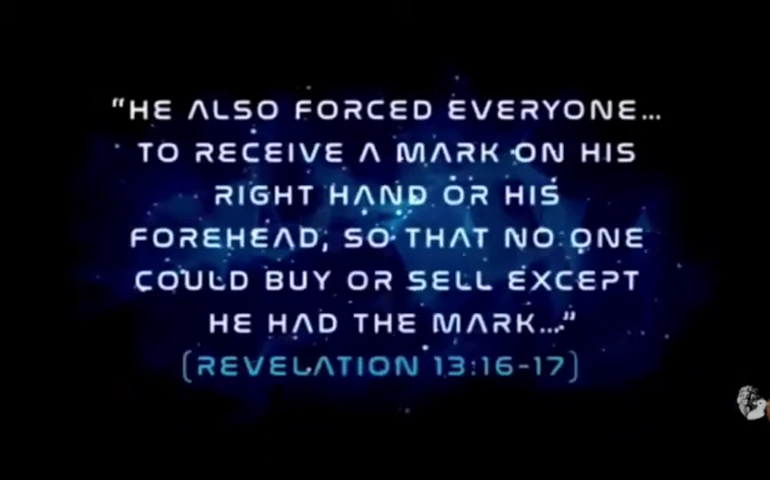 “HE ALSO FORCED EVERYONE...
TO RECEIVE A MARK ON HIS
RIGHT HAND OR HIS
FOREHEAD, SO THAT NO ONE
COULD BUY OR SELL EXCEPT
HE HAD THE MARK...”
(REVELATION 13:16-17)